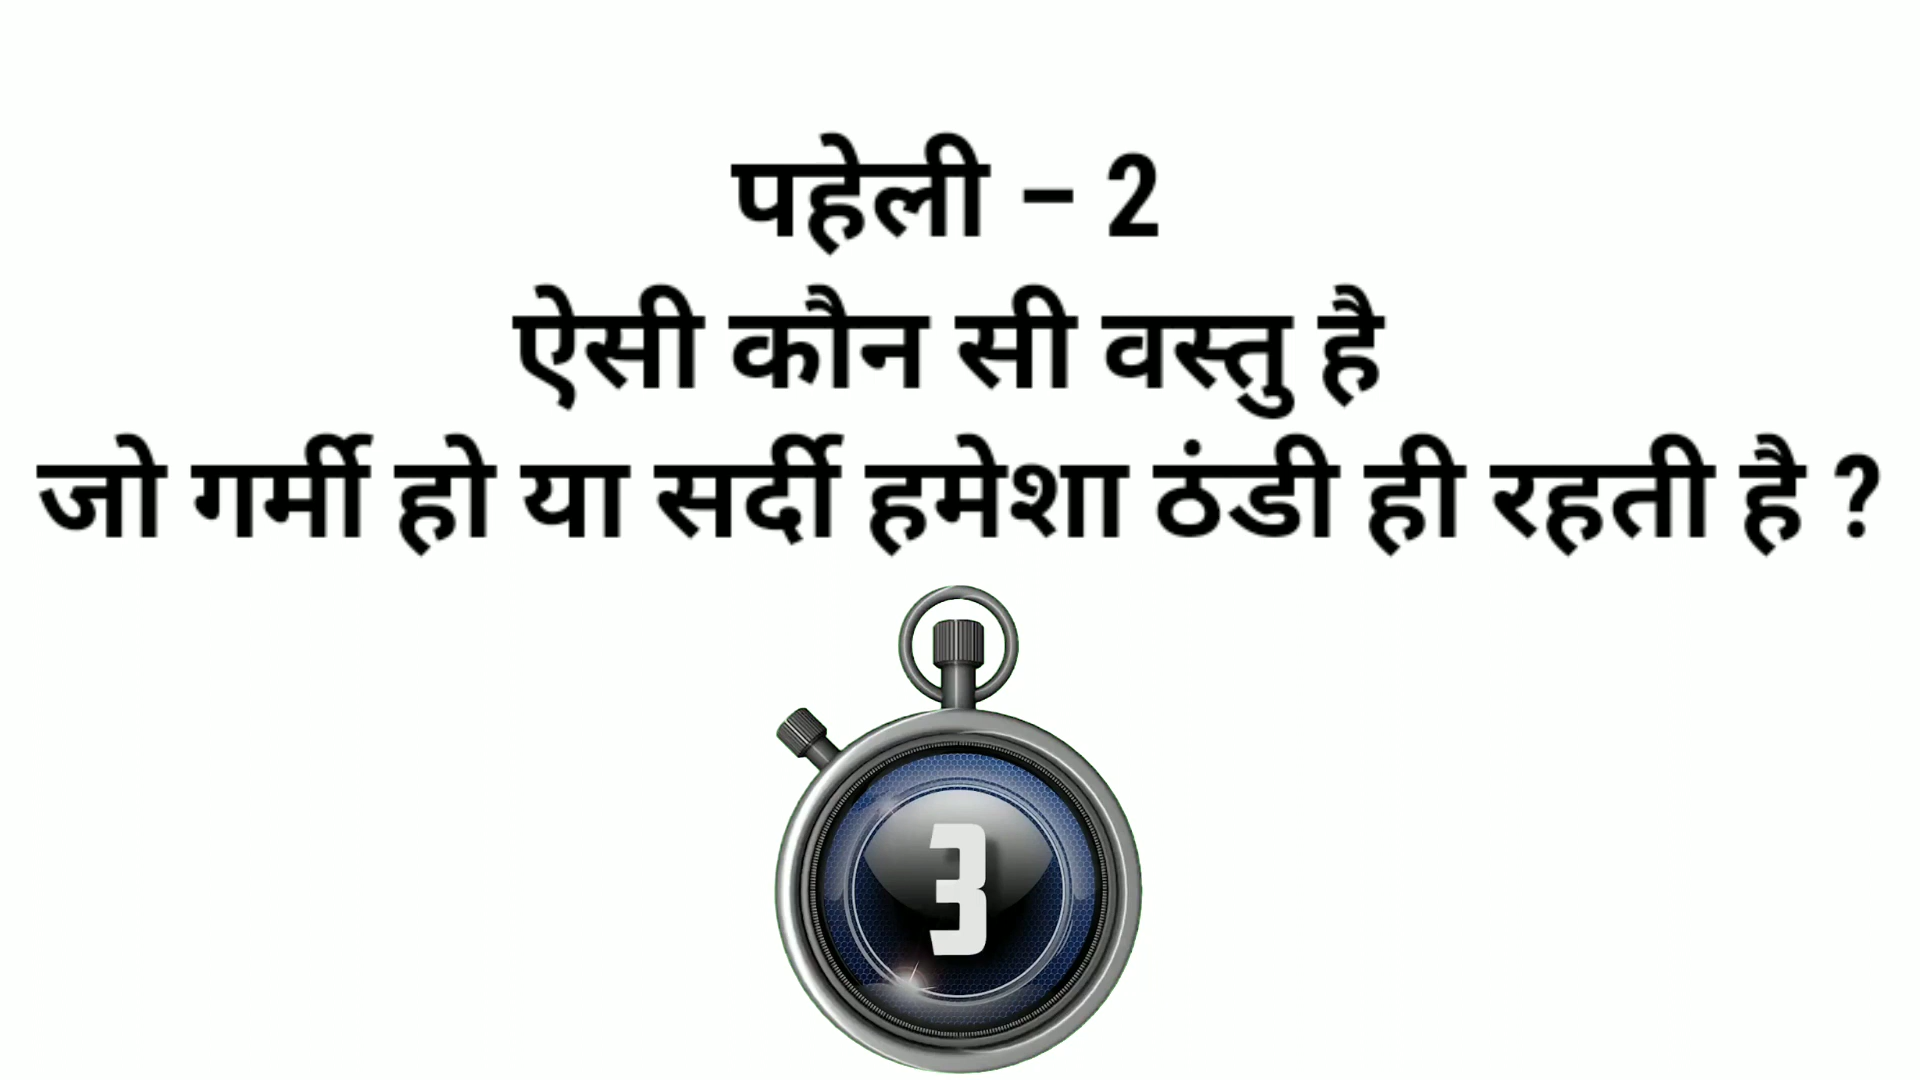 पहेली – 2
ऐसी कौन सी वस्तु है
जो गर्मी हो या सर्दी हमेशा ठंडी ही रहती है ?
3